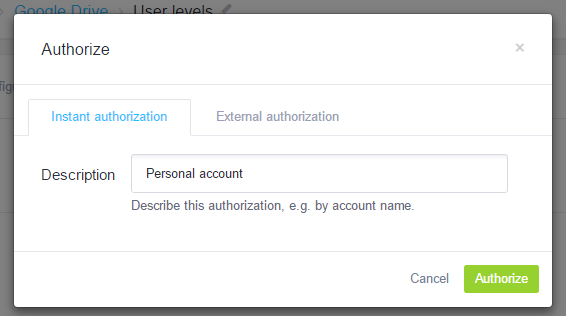 Google Drive > User levels
Authorize ×
figu
Instant authorization External authorization
Description Personal account
Describe this authorization, e.g. by account name.
Cancel Authorize